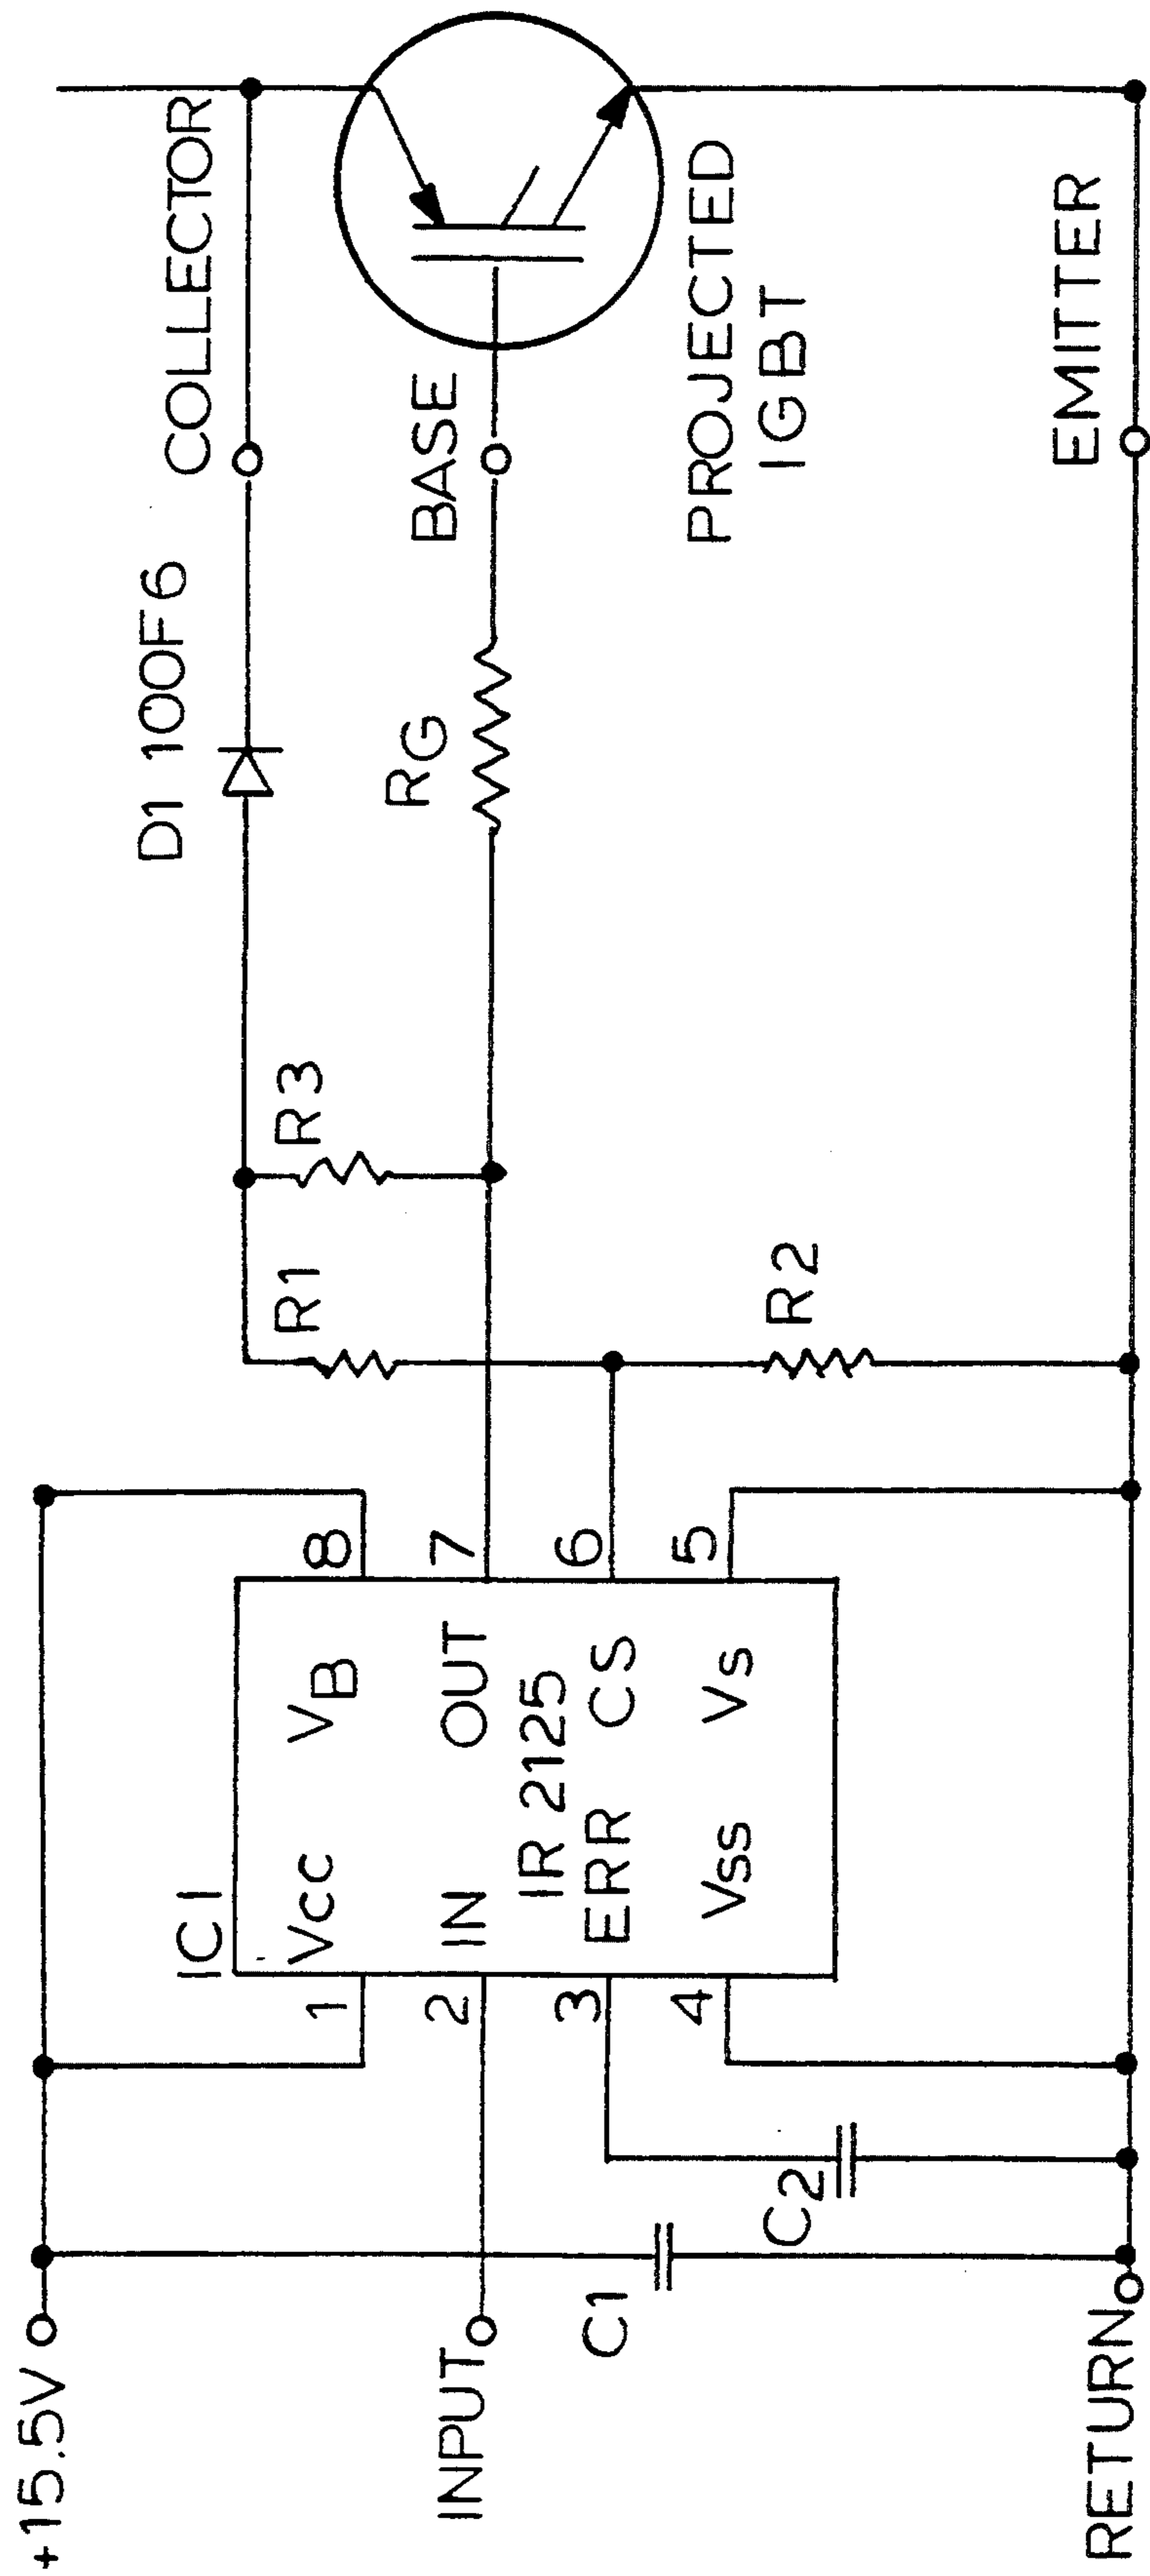 +15.5V
INPUT
RETURN
C1
C2
IC1
1
2
3
4
Vcc
IN
ERR
Vss
IR 2125
VB
OUT
CS
Vs
8
7
6
5
R1
R2
R3
D1 100F6
RG
COLLECTOR
BASE
PROJECTED
IGBT
EMITTER